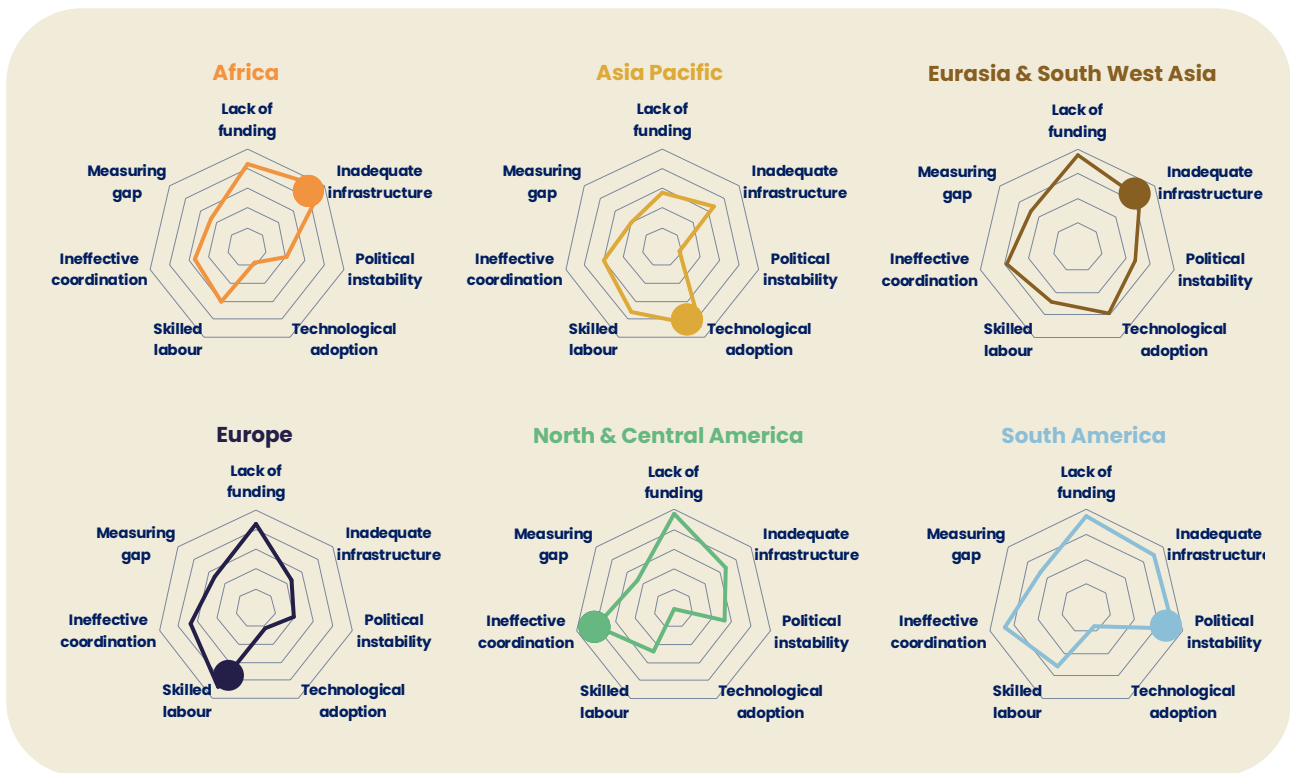 Africa
Lack of
funding
Measuring
gap
Inadequate
infrastructure
Ineffective
coordination
Political
instability
Skilled
labour
Technological
adoption
Asia Pacific
Lack of
funding
Measuring
gap
Inadequate
infrastructure
Ineffective
coordination
Political
instability
Skilled
labour
Technological
adoption
Eurasia & South West Asia
Lack of
funding
Measuring
gap
Inadequate
infrastructure
Ineffective
coordination
Political
instability
Skilled
labour
Technological
adoption
Europe
Lack of
funding
Measuring
gap
Inadequate
infrastructure
Ineffective
coordination
Political
instability
Skilled
labour
Technological
adoption
North & Central America
Lack of
funding
Measuring
gap
Inadequate
infrastructure
Ineffective
coordination
Political
instability
Skilled
labour
Technological
adoption
South America
Lack of
funding
Measuring
gap
Inadequate
infrastructure
Ineffective
coordination
Political
instability
Skilled
labour
Technological
adoption